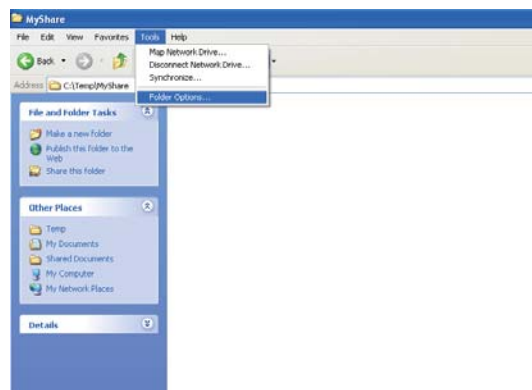 MyShare
File Edit View Favorites Tools Help
Back
Address C:\Temp\MyShare
Map Network Drive...
Disconnect Network Drive...
Synchronize...
Folder Options...
File and Folder Tasks
Make a new folder
Publish this folder to the
Web
Share this folder
Other Places
Temp
My Documents
Shared Documents
My Computer
My Network Places
Details